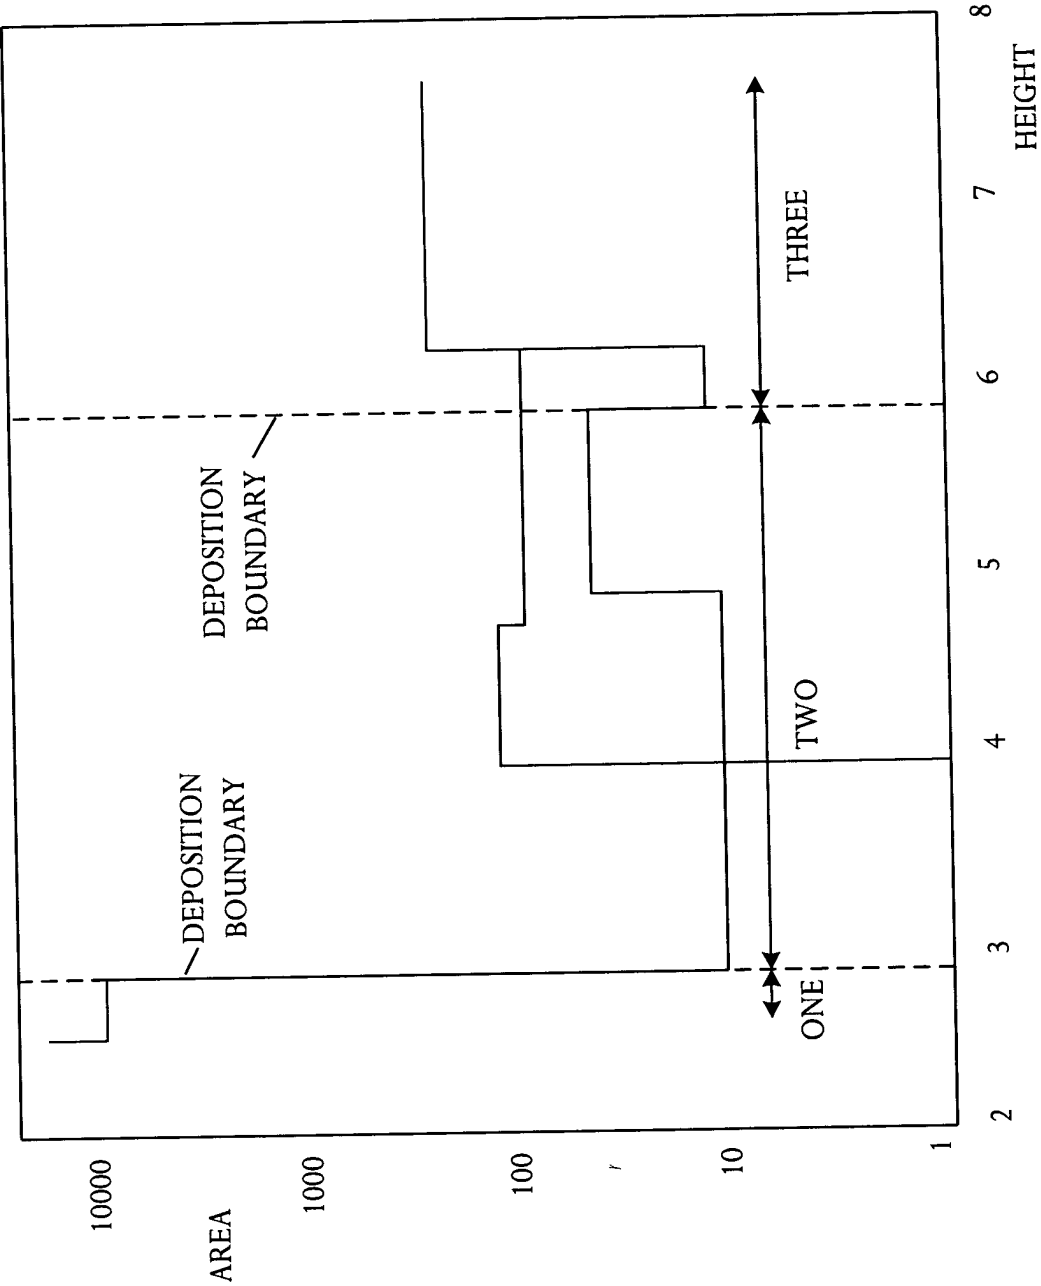 10000
1000
100
10
1
AREA
DEPOSITION
BOUNDARY
DEPOSITION
BOUNDARY
ONE
TWO
THREE
2
3
4
5
6
7
8
HEIGHT